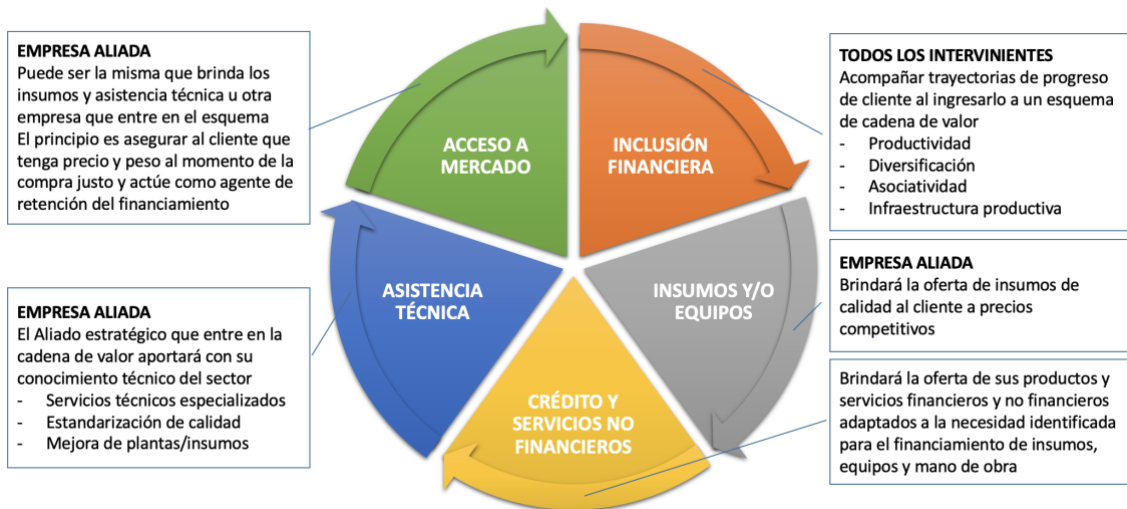 EMPRESA ALIADA
Puede ser la misma que brinda los
insumos y asistencia técnica u otra
empresa que entre en el esquema
El principio es asegurar al cliente que
tenga precio y peso al momento de la
compra justo y actúe como agente de
retención del financiamiento
EMPRESA ALIADA
El Aliado estratégico que entre en la
cadena de valor aportará con su
conocimiento técnico del sector
- Servicios técnicos especializados
- Estandarización de calidad
- Mejora de plantas/insumos
ACCESO A
MERCADO
INCLUSIÓN
FINANCIERA
ASISTENCIA
TÉCNICA
INSUMOS Y/O
EQUIPOS
CRÉDITO Y
SERVICIOS NO
FINANCIEROS
TODOS LOS INTERVINIENTES
Acompañar trayectorias de progreso
de cliente al ingresarlo a un esquema
de cadena de valor
- Productividad
- Diversificación
- Asociatividad
- Infraestructura productiva
EMPRESA ALIADA
Brindará la oferta de insumos de
calidad al cliente a precios
competitivos
Brindará la oferta de sus productos y
servicios financieros y no financieros
adaptados a la necesidad identificada
para el financiamiento de insumos,
equipos y mano de obra